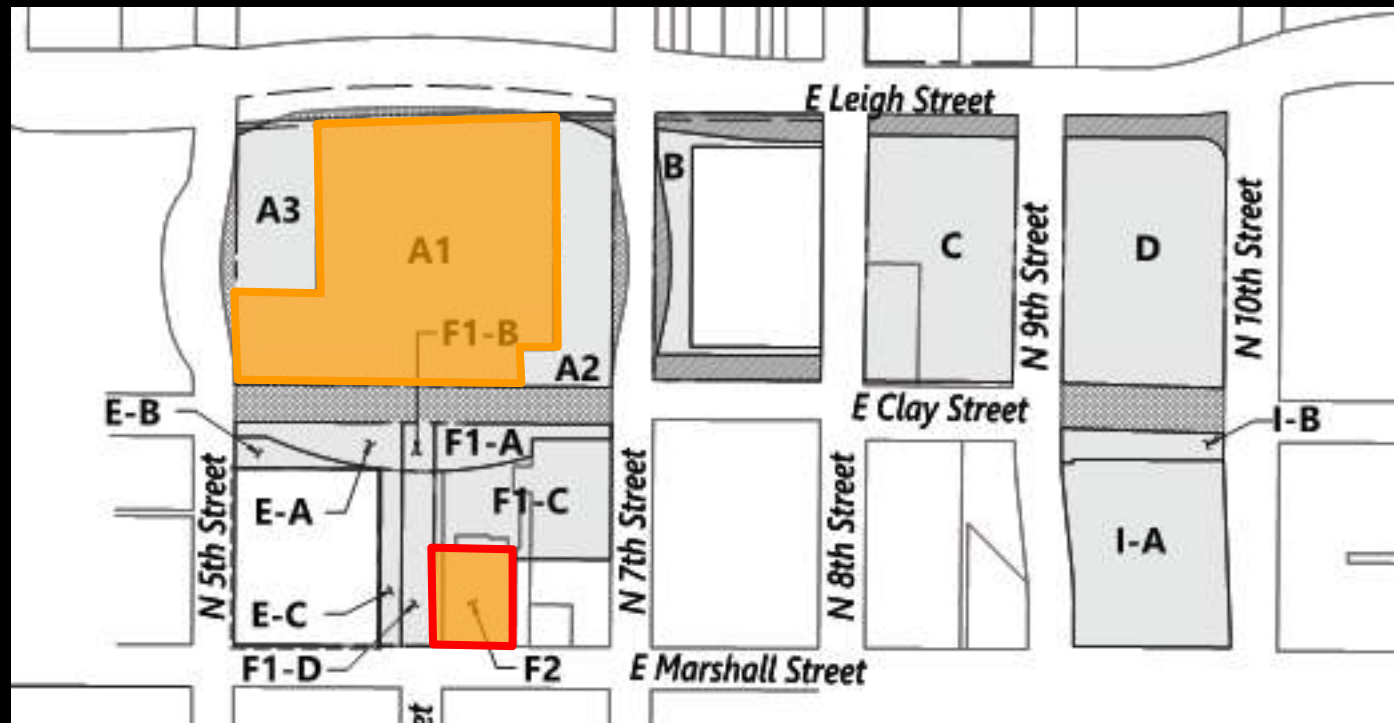 E Leigh Street
B
A3
A1
C
D
N 9th Street
N 10th Street
F1-B
A2
E-B
E Clay Street
I-B
F1-A
N 5th Street
E-A
F1-C
N 7th Street
N 8th Street
I-A
E-C
F1-D
F2
E Marshall Street